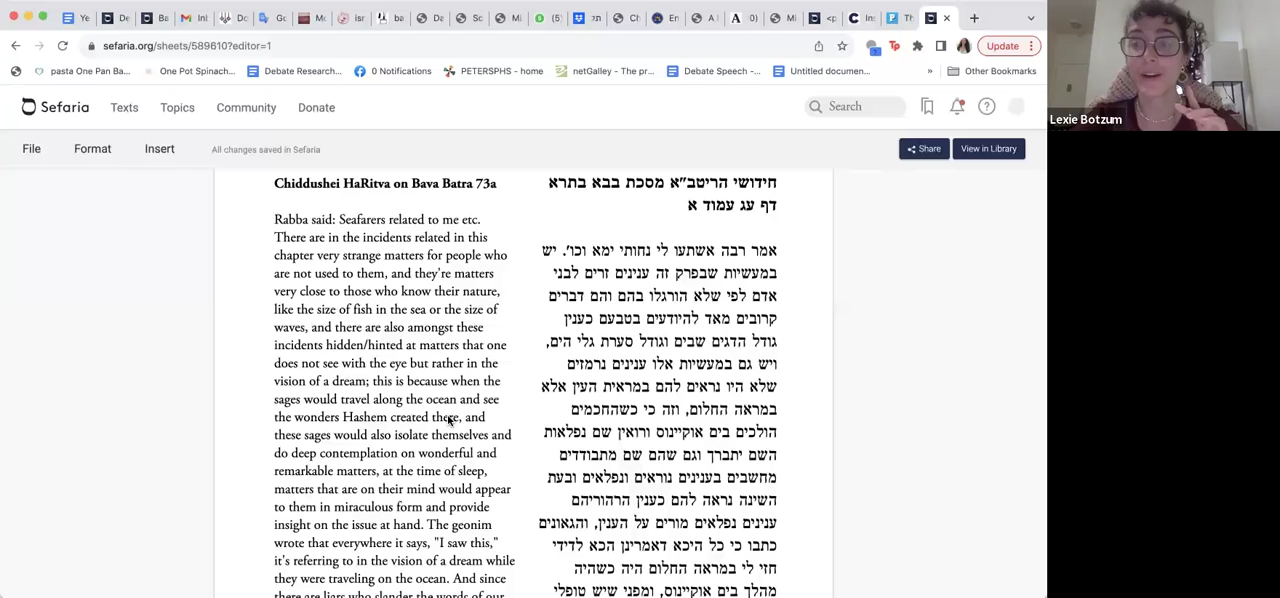 sefaria.org/sheets/589610?editor=1
Update
pasta One Pan Ba...
One Pot Spinach...
Debate Research...
0 Notifications
PETERSPHS - home
netGalley - The pr...
Debate Speech -...
Untitled documen...
»
Other Bookmarks
Sefaria
Texts
Topics
Community
Donate
Search
File
Format
Insert
All changes saved in Sefaria
Share
View in Library
Lexie Botzum
Chiddushei HaRitva on Bava Batra 73a
Rabba said: Seafarers related to me etc.
There are in the incidents related in this
chapter very strange matters for people who
are not used to them, and they're matters
very close to those who know their nature,
like the size of fish in the sea or the size of
waves, and there are also amongst these
incidents hidden/hinted at matters that one
does not see with the eye but rather in the
vision of a dream; this is because when the
sages would travel along the ocean and see
the wonders Hashem created there, and
these sages would also isolate themselves and
do deep contemplation on wonderful and
remarkable matters, at the time of sleep,
matters that are on their mind would appear
to them in miraculous form and provide
insight on the issue at hand. The geonim
wrote that everywhere it says, "I saw this,"
it's referring to in the vision of a dream while
they were traveling on the ocean. And since
there are liars who slander the words of our
חידושי הריטב"א מסכת בבא בתרא
דף עג עמוד א
אמר רבה אשתעו לי נחותי ימא וכו'. יש
במעשיות שבפרק זה ענינים זרים לבני
אדם לפי שלא הורגלו בהם והם דברים
קרובים מאד להיודעים בטבעם כענין
גודל הדגים שבים וגודל סערת גלי הים,
ויש גם במעשיות אלו ענינים נרמזים
שלא היו נראים להם במראית העין אלא
במראה החלום, וזה כי כשהחכמים
הולכים בים אוקיינוס ורואין שם נפלאות
השם יתברך וגם שהם שם מתבודדים
מחשבים בענינים נוראים ונפלאים ובעת
השינה נראה להם כענין הרהוריהם
ענינים נפלאים מורים על הענין, והגאונים
כתבו כי כל היכא דאמרינן הכא לדידי
חזי לי במראה החלום היה כשהיה
מהלך בים אוקיינוס, ומפני שיש טופלי